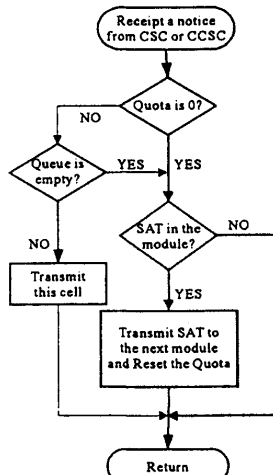 Receipt a notice
from CSC or CCSC
Quota is 0?
NO
Queue is
empty?
YES
YES
SAT in the
module?
NO
NO
Transmit
this cell
YES
Transmit SAT to
the next module
and Reset the Quota
Return